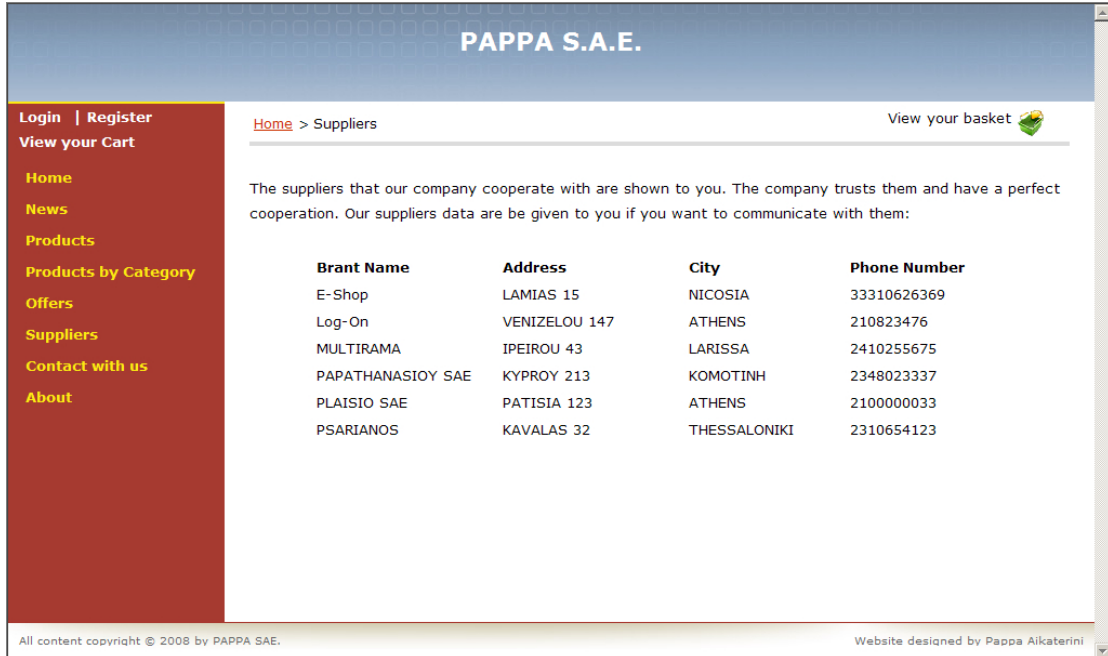 PAPPA S.A.E.
Login | Register
View your Cart
Home
News
Products
Products by Category
Offers
Suppliers
Contact with us
About
Home > Suppliers
View your basket
The suppliers that our company cooperate with are shown to you. The company trusts them and have a perfect
cooperation. Our suppliers data are be given to you if you want to communicate with them:
Brant Name Address City Phone Number
E-Shop LAMIAS 15 NICOSIA 33310626369
Log-On VENIZELOU 147 ATHENS 210823476
MULTIRAMA IPEIROU 43 LARISSA 2410255675
PAPATHANASIOY SAE KYPROY 213 KOMOTINH 2348023337
PLAISIO SAE PATISIA 123 ATHENS 2100000033
PSARIANOS KAVALAS 32 THESSALONIKI 2310654123
All content copyright © 2008 by PAPPA SAE.
Website designed by Pappa Aikaterini